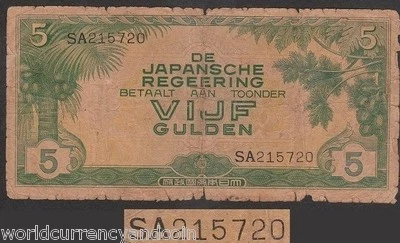 5 SA215720 5
DE
JAPANSCHE
REGEERING
BETAALT AAN TOONDER
VIJF
GULDEN
5 SA215720 5
SA215720
worldcurrencyandcoin.com